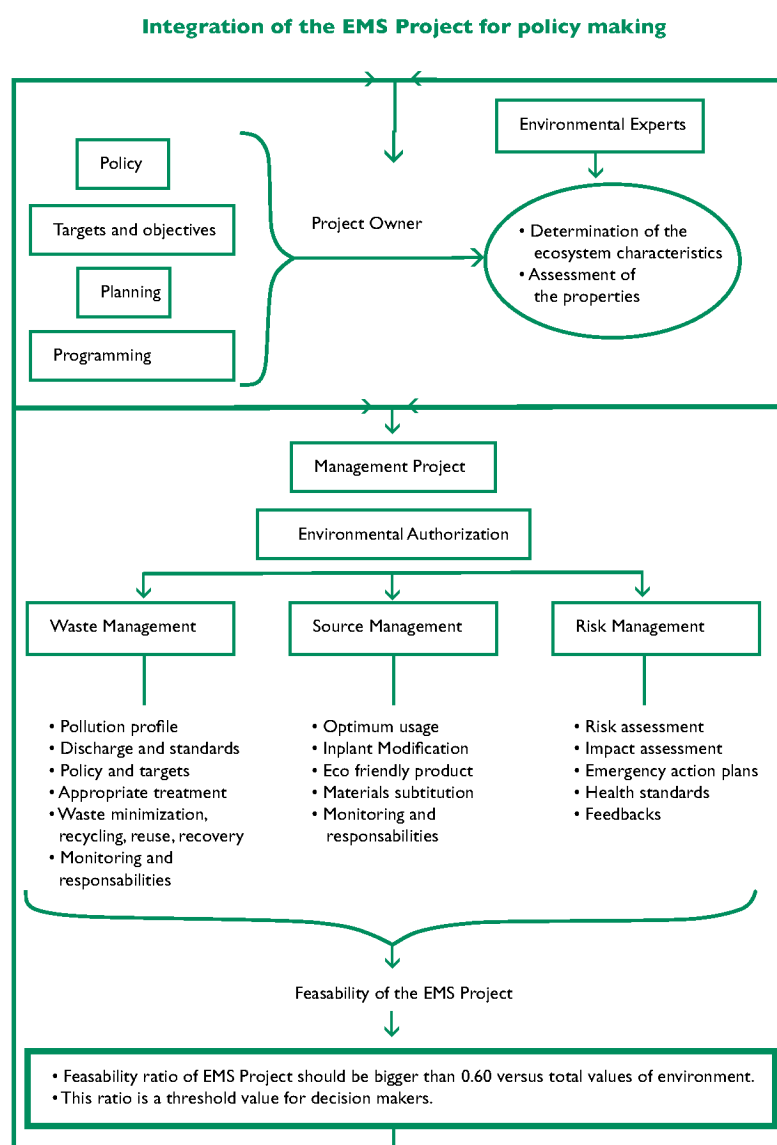 Integration of the EMS Project for policy making
Environmental Experts
Policy
Targets and objectives
Project Owner
• Determination of the
ecosystem characteristics
• Assessment of
the properties
Planning
Programming
Management Project
Environmental Authorization
Waste Management
Source Management
Risk Management
• Pollution profile
• Discharge and standards
• Policy and targets
• Appropriate treatment
• Waste minimization,
recycling, reuse, recovery
• Monitoring and
responsabilities
• Optimum usage
• Inplant Modification
• Eco friendly product
• Materials subtitution
• Monitoring and
responsabilities
• Risk assessment
• Impact assessment
• Emergency action plans
• Health standards
• Feedbacks
Feasability of the EMS Project
• Feasability ratio of EMS Project should be bigger than 0.60 versus total values of environment.
• This ratio is a threshold value for decision makers.